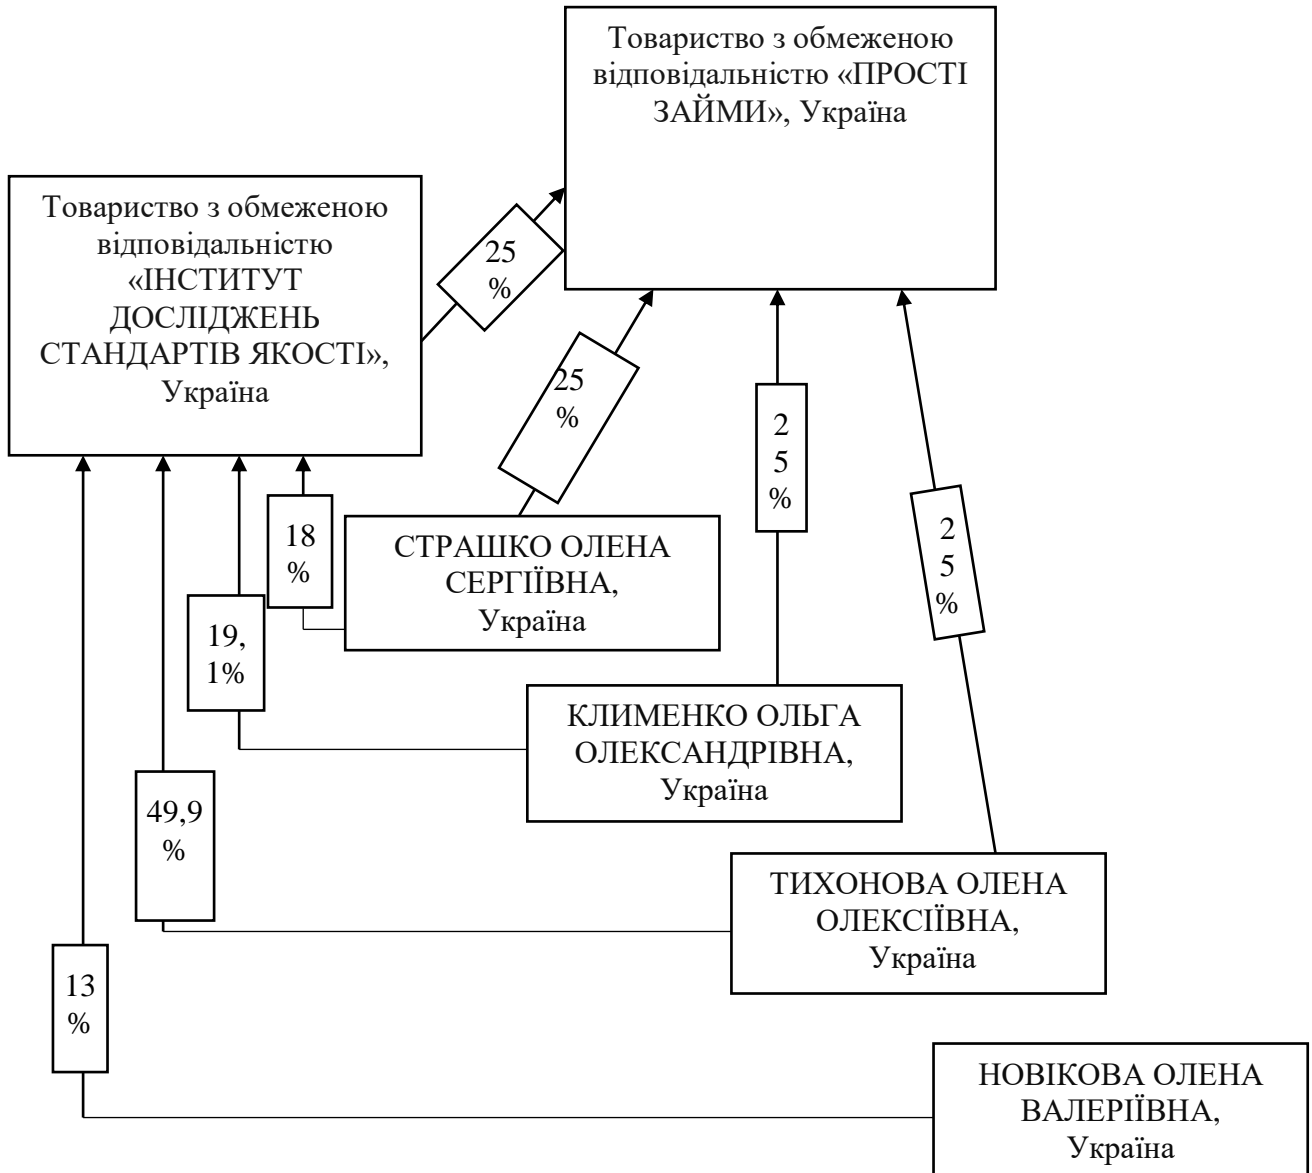 Товариство з обмеженою
відповідальністю «ПРОСТІ
ЗАЙМИ», Україна
Товариство з обмеженою
відповідальністю
«ІНСТИТУТ
ДОСЛІДЖЕНЬ
СТАНДАРТІВ ЯКОСТІ»,
Україна
25
%
25
%
2
5
%
2
5
%
18
%
СТРАШКО ОЛЕНА
СЕРГІЇВНА,
Україна
19,
1%
КЛИМЕНКО ОЛЬГА
ОЛЕКСАНДРІВНА,
Україна
49,9
%
ТИХОНОВА ОЛЕНА
ОЛЕКСІЇВНА,
Україна
13
%
НОВІКОВА ОЛЕНА
ВАЛЕРІЇВНА,
Україна